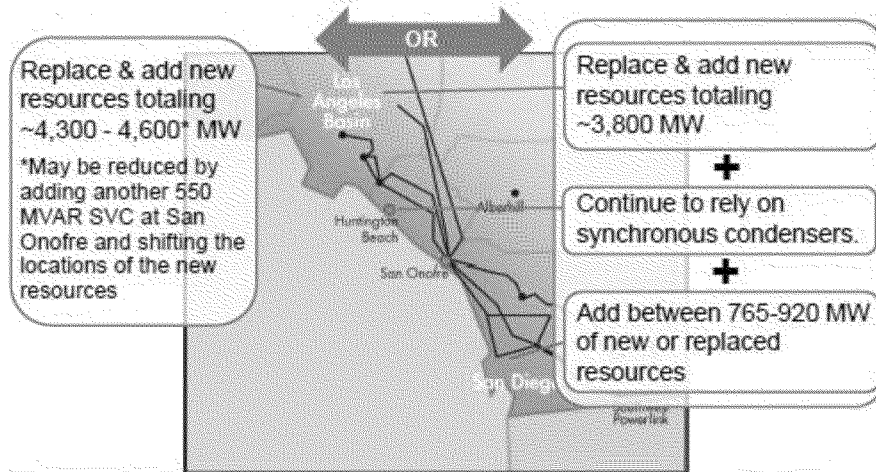 OR
Replace & add new
resources totaling
~4,300 - 4,600* MW
*May be reduced by
adding another 550
MVAR SVC at San
Onofre and shifting the
locations of the new
resources
Los
Angeles
Basin
Huntington
Beach
Alberhill
San Onofre
San Dieg
Powerlink
Replace & add new
resources totaling
~3,800 MW
+
Continue to rely on
synchronous condensers.
+
Add between 765-920 MW
of new or replaced
resources